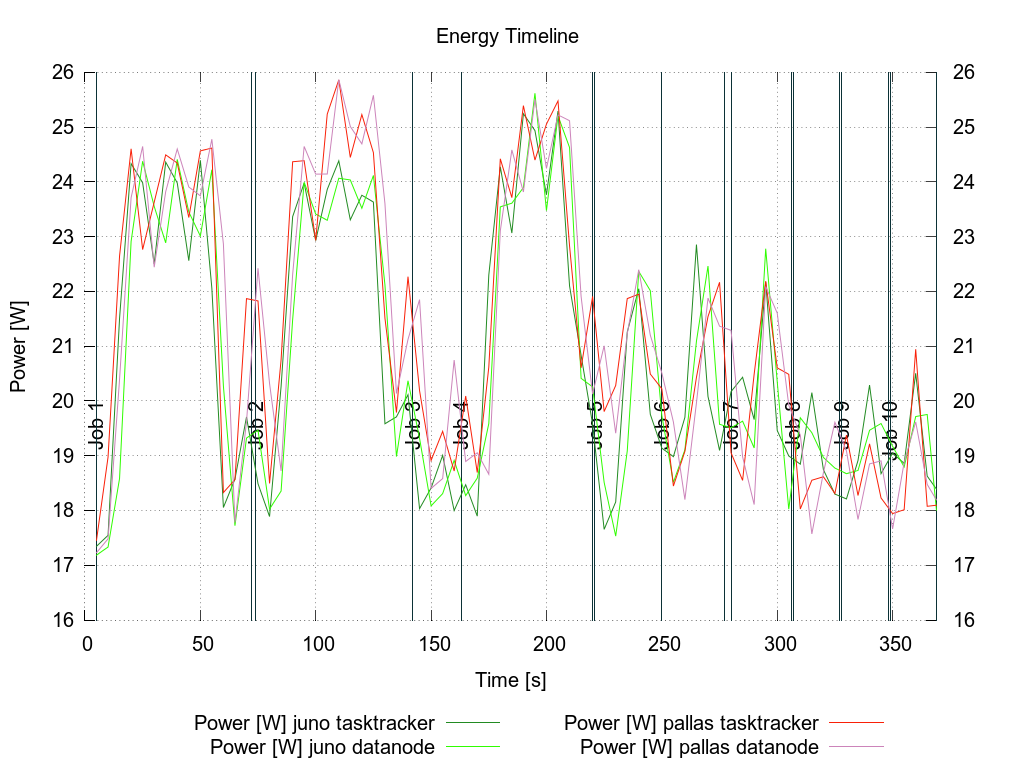 Energy Timeline
26 26
25 25
24 24
23 23
22 22
21 21
20 20
19 19
18 18
17 17
16 16
Power [W]
Job 1 Job 2 Job 3 Job 4 Job 5 Job 6 Job 7 Job 8 Job 9 Job 10
0 50 100 150 200 250 300 350
Time [s]
Power [W] juno tasktracker Power [W] pallas tasktracker
Power [W] juno datanode Power [W] pallas datanode